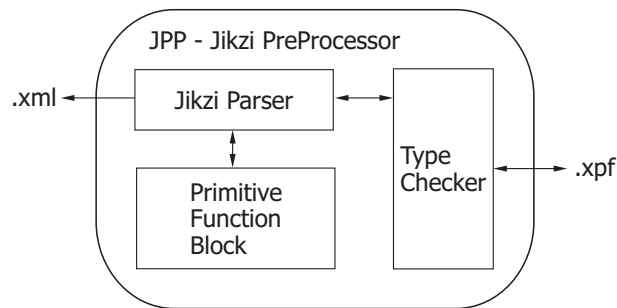 JPP - Jikzi PreProcessor
.xml
Jikzi Parser
Type
Checker
.xpf
Primitive
Function
Block